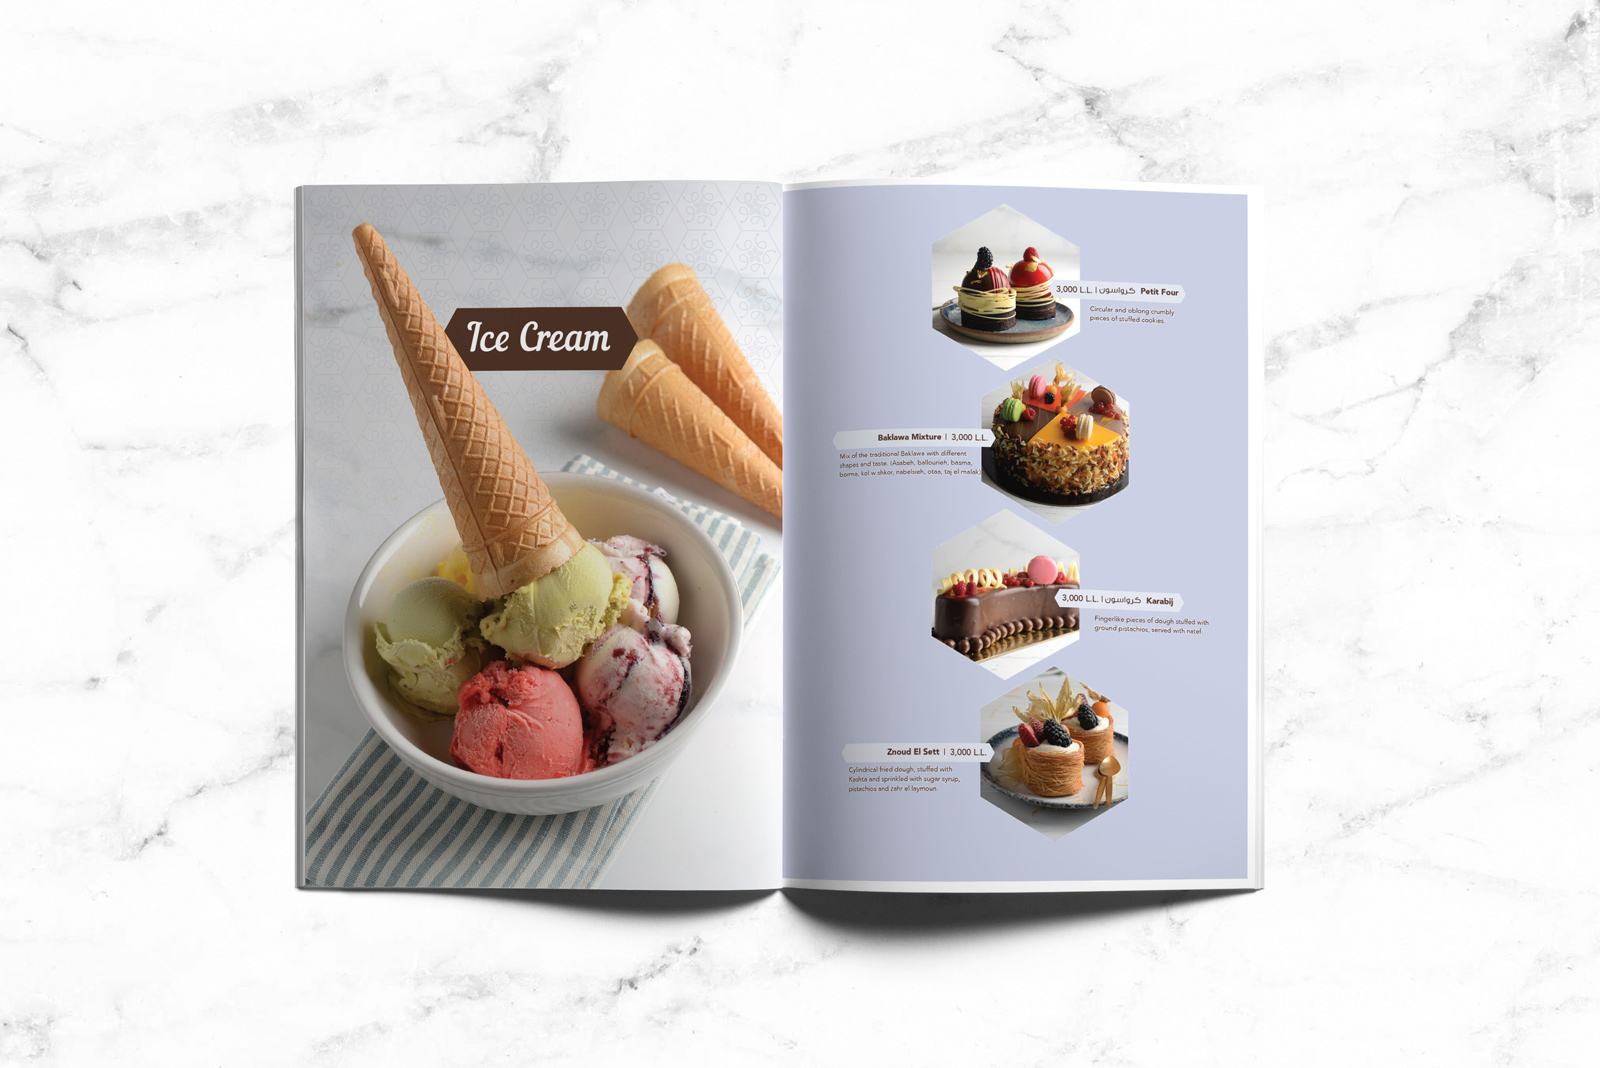 Ice Cream
3,000 L.L. | كرواسون Petit Four
Circular and oblong crumbly
pieces of stuffed cookies.
Baklawa Mixture | 3,000 L.L.
Mix of the traditional Baklawa with different
shapes and taste. (Asabeh, ballourieh, basma,
borma, kol w shkor, nabelsieh, otaa, taj el malak)
3,000 L.L. | كرواسون Karabij
Fingerlike pieces of dough stuffed with
ground pistachios, served with natef.
Znoud El Sett | 3,000 L.L.
Cylindrical fried dough, stuffed with
Kashta and sprinkled with sugar syrup,
pistachios and zahr el laymoun.